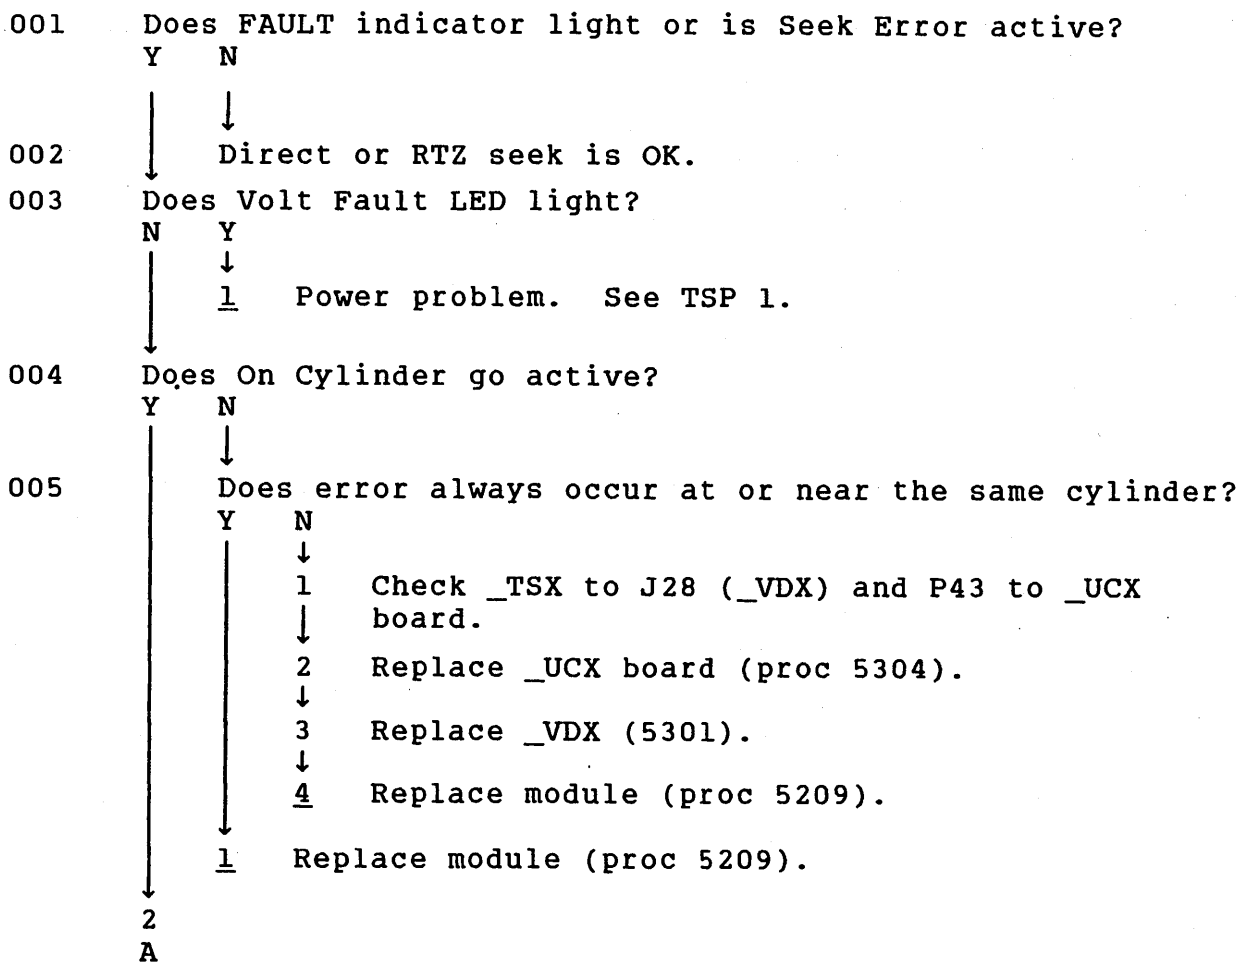 001 Does FAULT indicator light or is Seek Error active?
Y N
002 Direct or RTZ seek is OK.
003 Does Volt Fault LED light?
N Y
1 Power problem. See TSP 1.
004 Does On Cylinder go active?
Y N
005 Does error always occur at or near the same cylinder?
Y N
1 Check _TSX to J28 (_VDX) and P43 to _UCX
board.
2 Replace _UCX board (proc 5304).
3 Replace _VDX (5301).
4 Replace module (proc 5209).
1 Replace module (proc 5209).
2
A